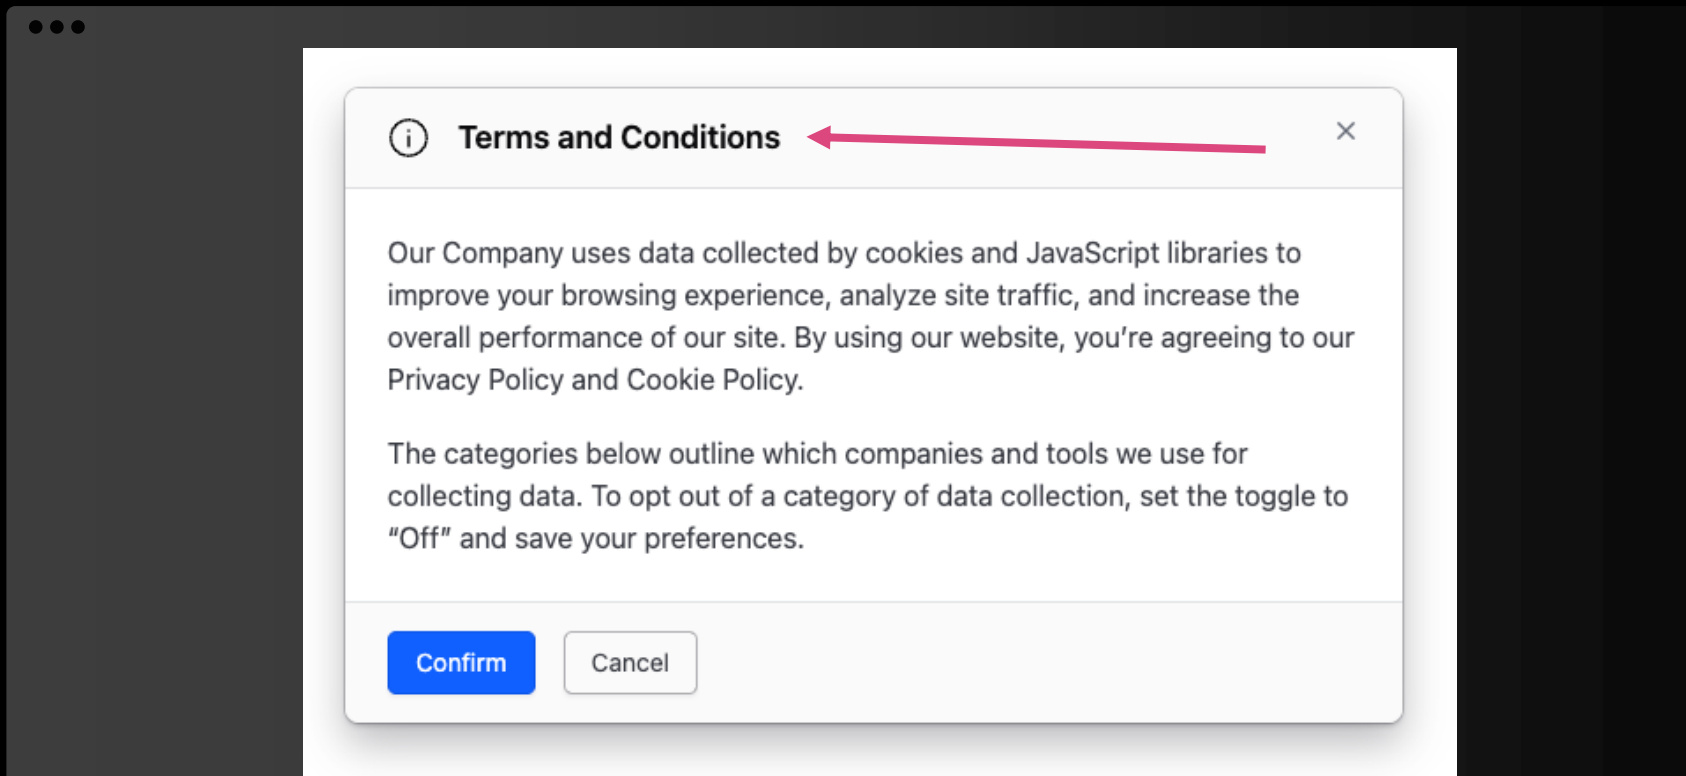 Terms and Conditions
Our Company uses data collected by cookies and JavaScript libraries to
improve your browsing experience, analyze site traffic, and increase the
overall performance of our site. By using our website, you’re agreeing to our
Privacy Policy and Cookie Policy.
The categories below outline which companies and tools we use for
collecting data. To opt out of a category of data collection, set the toggle to
“Off” and save your preferences.
Confirm
Cancel